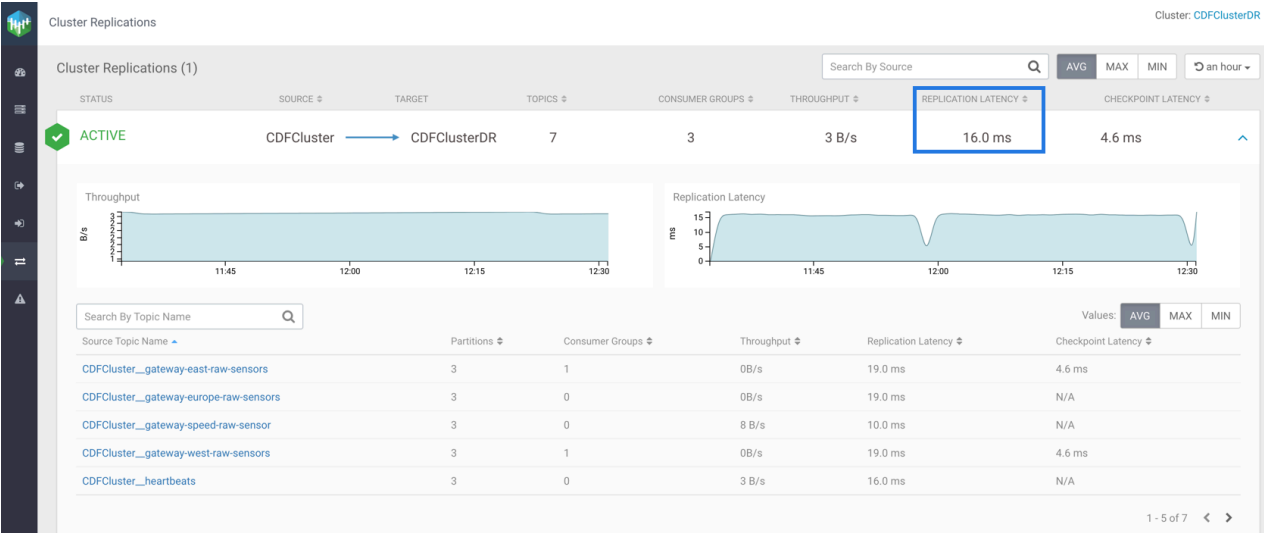 Cluster Replications
Cluster: CDFClusterDR
Cluster Replications (1)
Search By Source
AVG MAX MIN
an hour
STATUS SOURCE TARGET TOPICS CONSUMER GROUPS THROUGHPUT REPLICATION LATENCY CHECKPOINT LATENCY
ACTIVE CDFCluster CDFClusterDR 7 3 3 B/s 16.0 ms 4.6 ms
Throughput
B/s
11:45 12:00 12:15 12:30
Replication Latency
ms
15
10
5
0
11:45 12:00 12:15 12:30
Search By Topic Name
Values: AVG MAX MIN
Source Topic Name Partitions Consumer Groups Throughput Replication Latency Checkpoint Latency
CDFCluster__gateway-east-raw-sensors 3 1 0B/s 19.0 ms 4.6 ms
CDFCluster__gateway-europe-raw-sensors 3 0 0B/s 19.0 ms N/A
CDFCluster__gateway-speed-raw-sensor 3 0 8 B/s 10.0 ms N/A
CDFCluster__gateway-west-raw-sensors 3 1 0B/s 19.0 ms 4.6 ms
CDFCluster__heartbeats 3 0 3 B/s 16.0 ms N/A
1 - 5 of 7